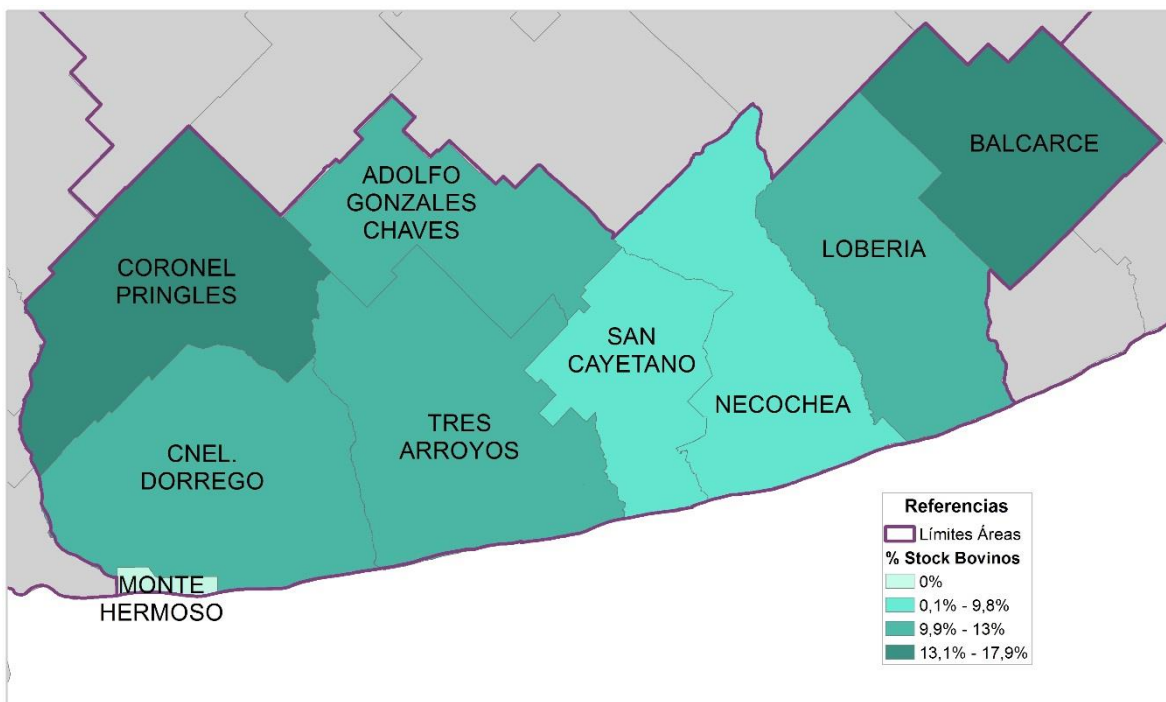 BALCARCE
ADOLFO
GONZALES
CHAVES
LOBERIA
CORONEL
PRINGLES
SAN
CAYETANO
NECOCHEA
TRES
ARROYOS
CNEL.
DORREGO
MONTE
HERMOSO
Referencias
Límites Áreas
% Stock Bovinos
0%
0,1% - 9,8%
9,9% - 13%
13,1% - 17,9%